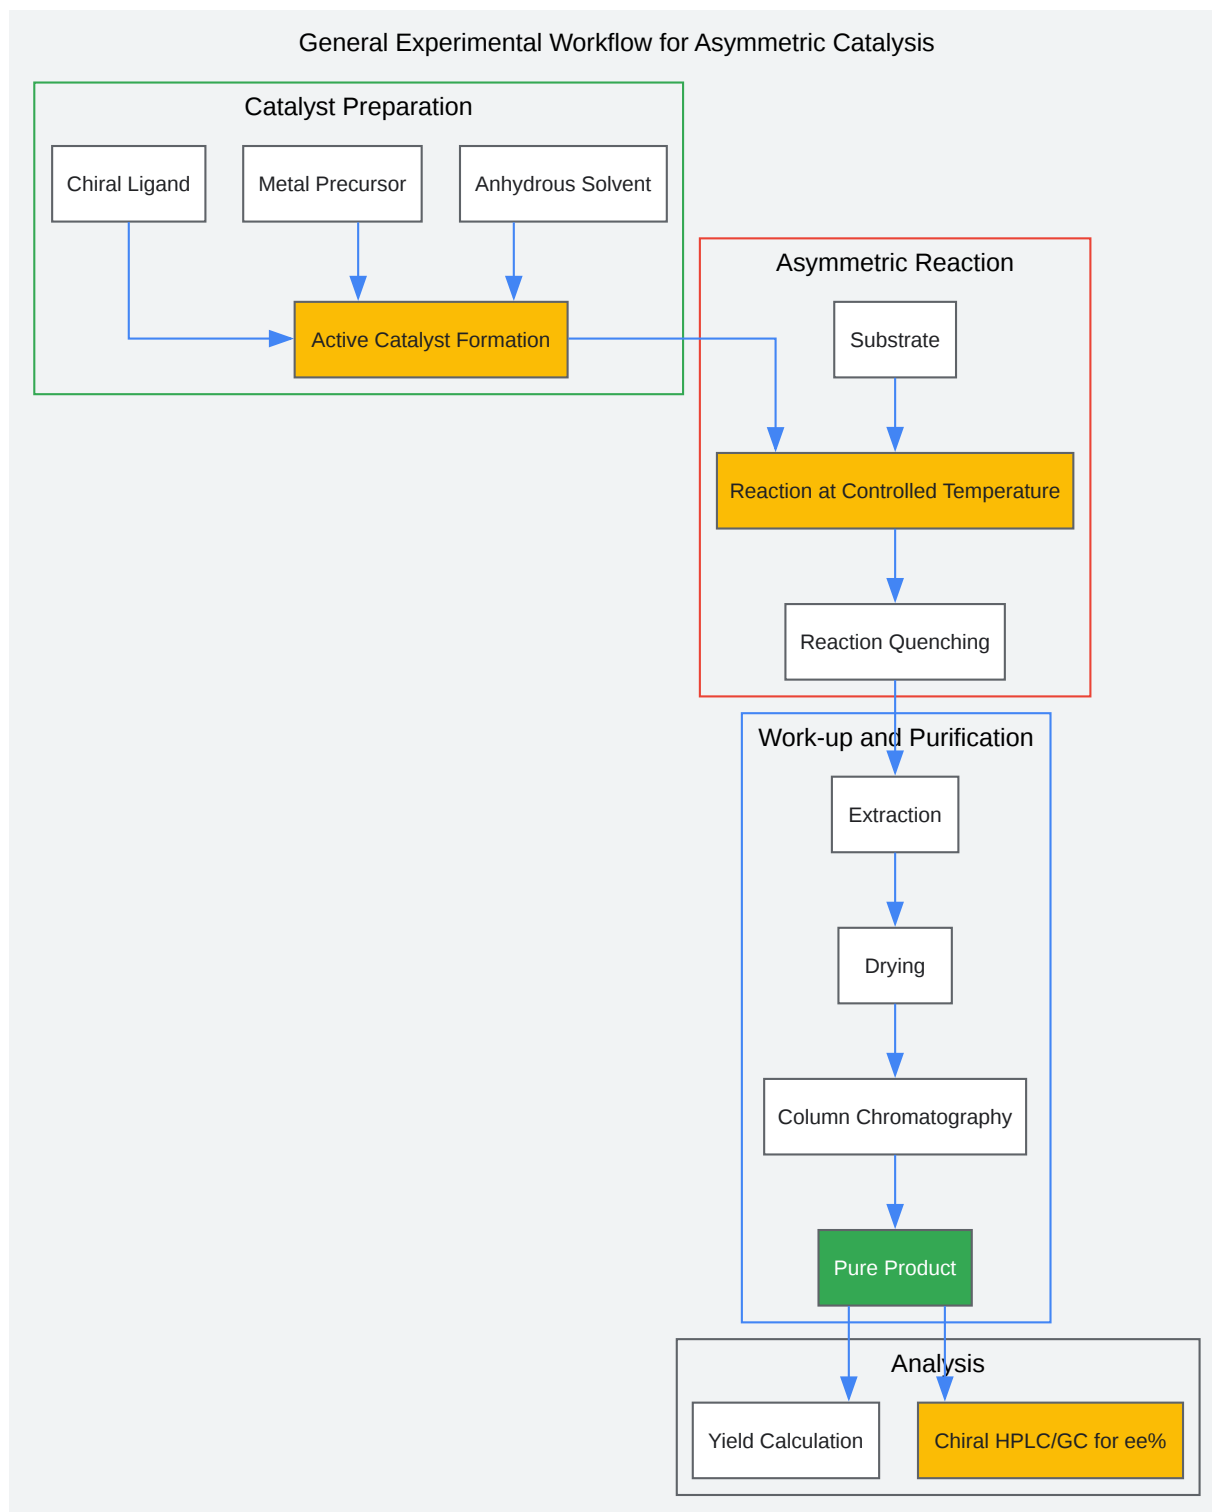 General Experimental Workflow for Asymmetric Catalysis
Catalyst Preparation
Chiral Ligand
Metal Precursor
Anhydrous Solvent
Active Catalyst Formation
Asymmetric Reaction
Substrate
Reaction at Controlled Temperature
Reaction Quenching
Work-up and Purification
Extraction
Drying
Column Chromatography
Pure Product
Analysis
Yield Calculation
Chiral HPLC/GC for ee%